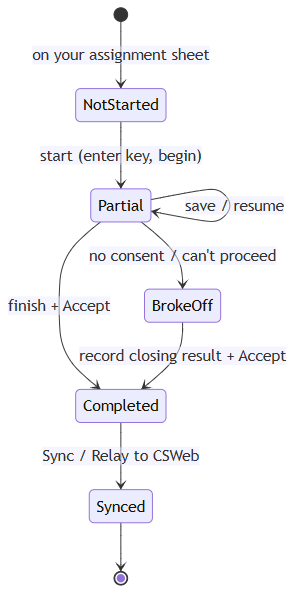 on your assignment sheet
NotStarted
start (enter key, begin)
Partial
save / resume
no consent / can't proceed
finish + Accept
BrokeOff
record closing result + Accept
Completed
Sync / Relay to CSWeb
Synced